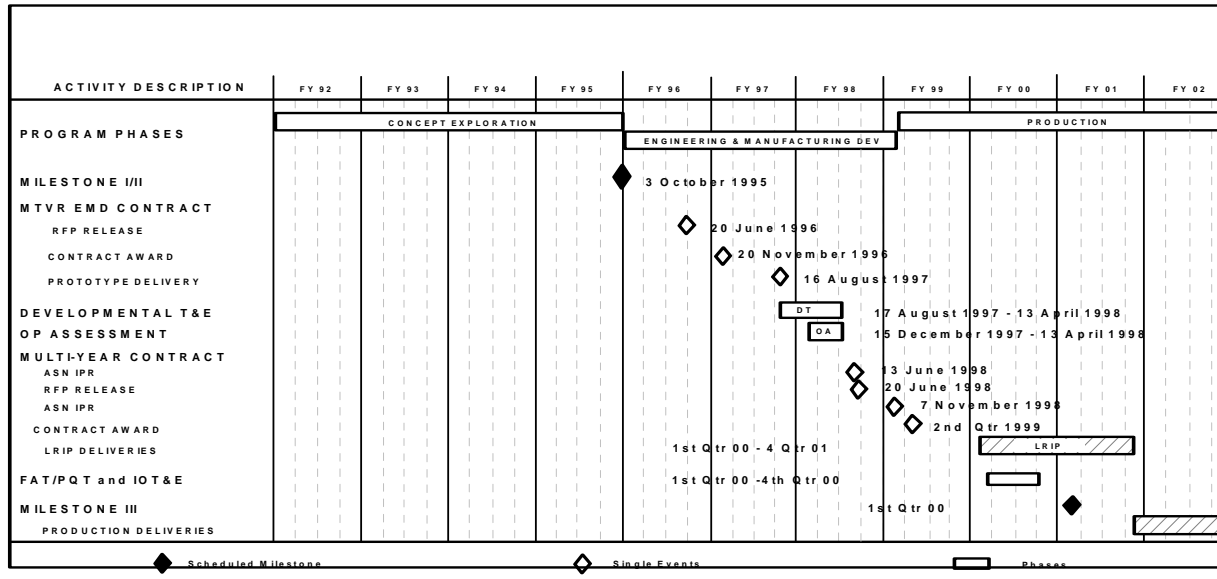 ACTIVITY DESCRIPTION FY 92 FY 93 FY 94 FY 95 FY 96 FY 97 FY 98 FY 99 FY 00 FY 01 FY 02
CONCEPT EXPLORATION PRODUCTION
PROGRAM PHASES
ENGINEERING & MANUFACTURING DEV
MILESTONE I/II 3 October 1995
MTVR EMD CONTRACT
RFP RELEASE 20 June 1996
CONTRACT AWARD 20 November 1996
PROTOTYPE DELIVERY 16 August 1997
DEVELOPMENTAL T&E DT 17 August 1997 - 13 April 1998
OP ASSESSMENT OA 15 December 1997 - 13 April 1998
MULTI-YEAR CONTRACT
ASN IPR 13 June 1998
RFP RELEASE 20 June 1998
ASN IPR 7 November 1998
CONTRACT AWARD 2nd Qtr 1999
LRIP DELIVERIES 1st Qtr 00 - 4 Qtr 01 LRIP
FAT/PQT and IOT&E 1st Qtr 00 -4th Qtr 00
MILESTONE III 1st Qtr 00
PRODUCTION DELIVERIES
Scheduled Milestone Single Events Phases